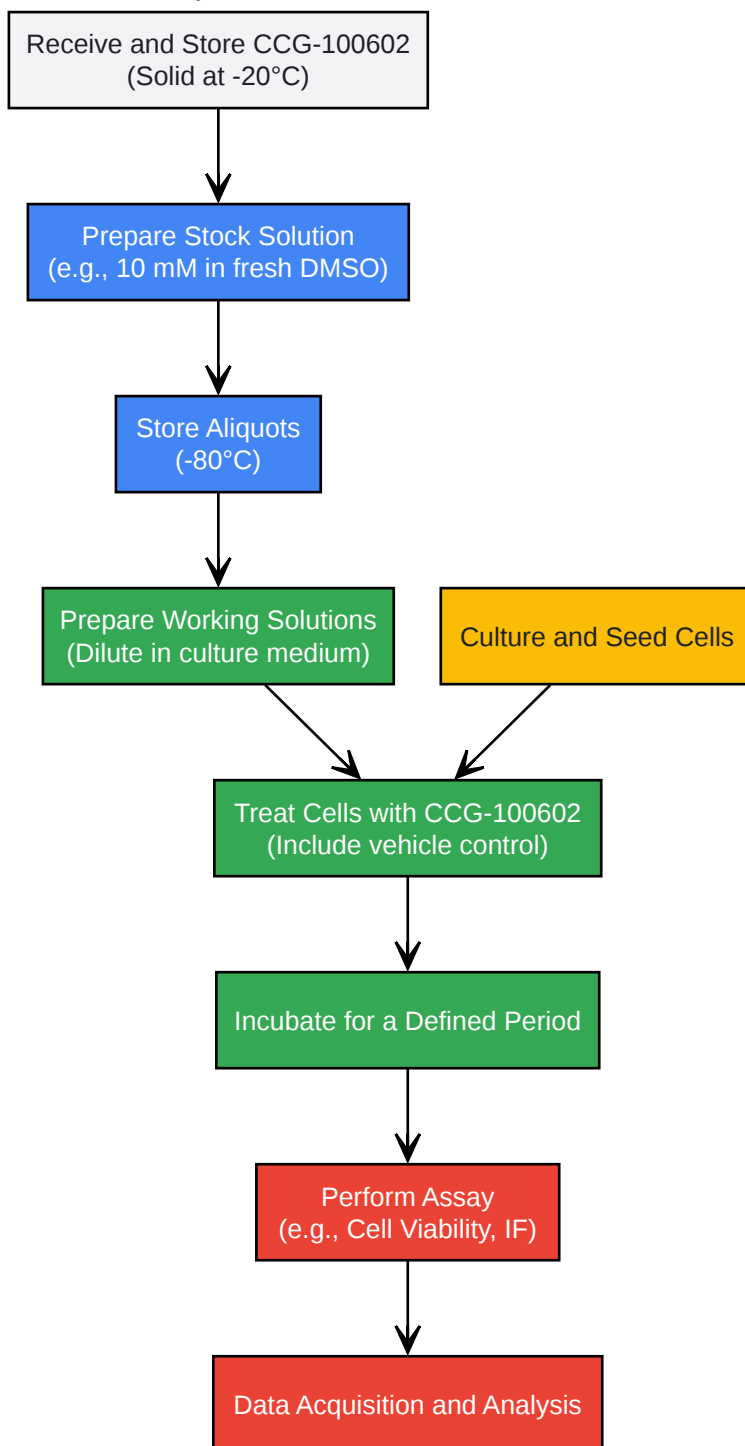 Receive and Store CCG-100602
(Solid at -20°C)
Prepare Stock Solution
(e.g., 10 mM in fresh DMSO)
Store Aliquots
(-80°C)
Prepare Working Solutions
(Dilute in culture medium)
Culture and Seed Cells
Treat Cells with CCG-100602
(Include vehicle control)
Incubate for a Defined Period
Perform Assay
(e.g., Cell Viability, IF)
Data Acquisition and Analysis